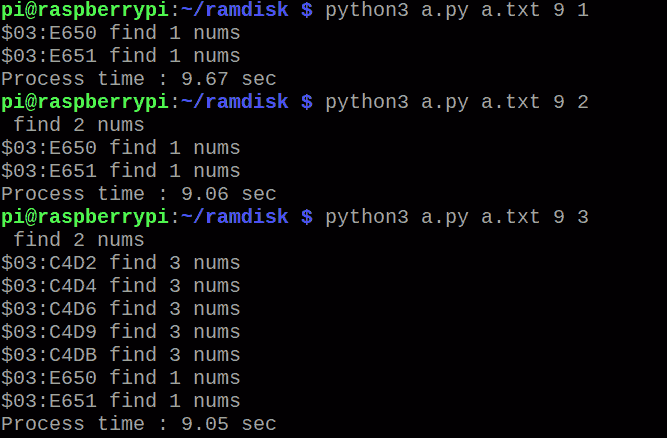 pi@raspberrypi:~/ramdisk $ python3 a.py a.txt 9 1
$03:E650 find 1 nums
$03:E651 find 1 nums
Process time : 9.67 sec
pi@raspberrypi:~/ramdisk $ python3 a.py a.txt 9 2
 find 2 nums
$03:E650 find 1 nums
$03:E651 find 1 nums
Process time : 9.06 sec
pi@raspberrypi:~/ramdisk $ python3 a.py a.txt 9 3
 find 2 nums
$03:C4D2 find 3 nums
$03:C4D4 find 3 nums
$03:C4D6 find 3 nums
$03:C4D9 find 3 nums
$03:C4DB find 3 nums
$03:E650 find 1 nums
$03:E651 find 1 nums
Process time : 9.05 sec